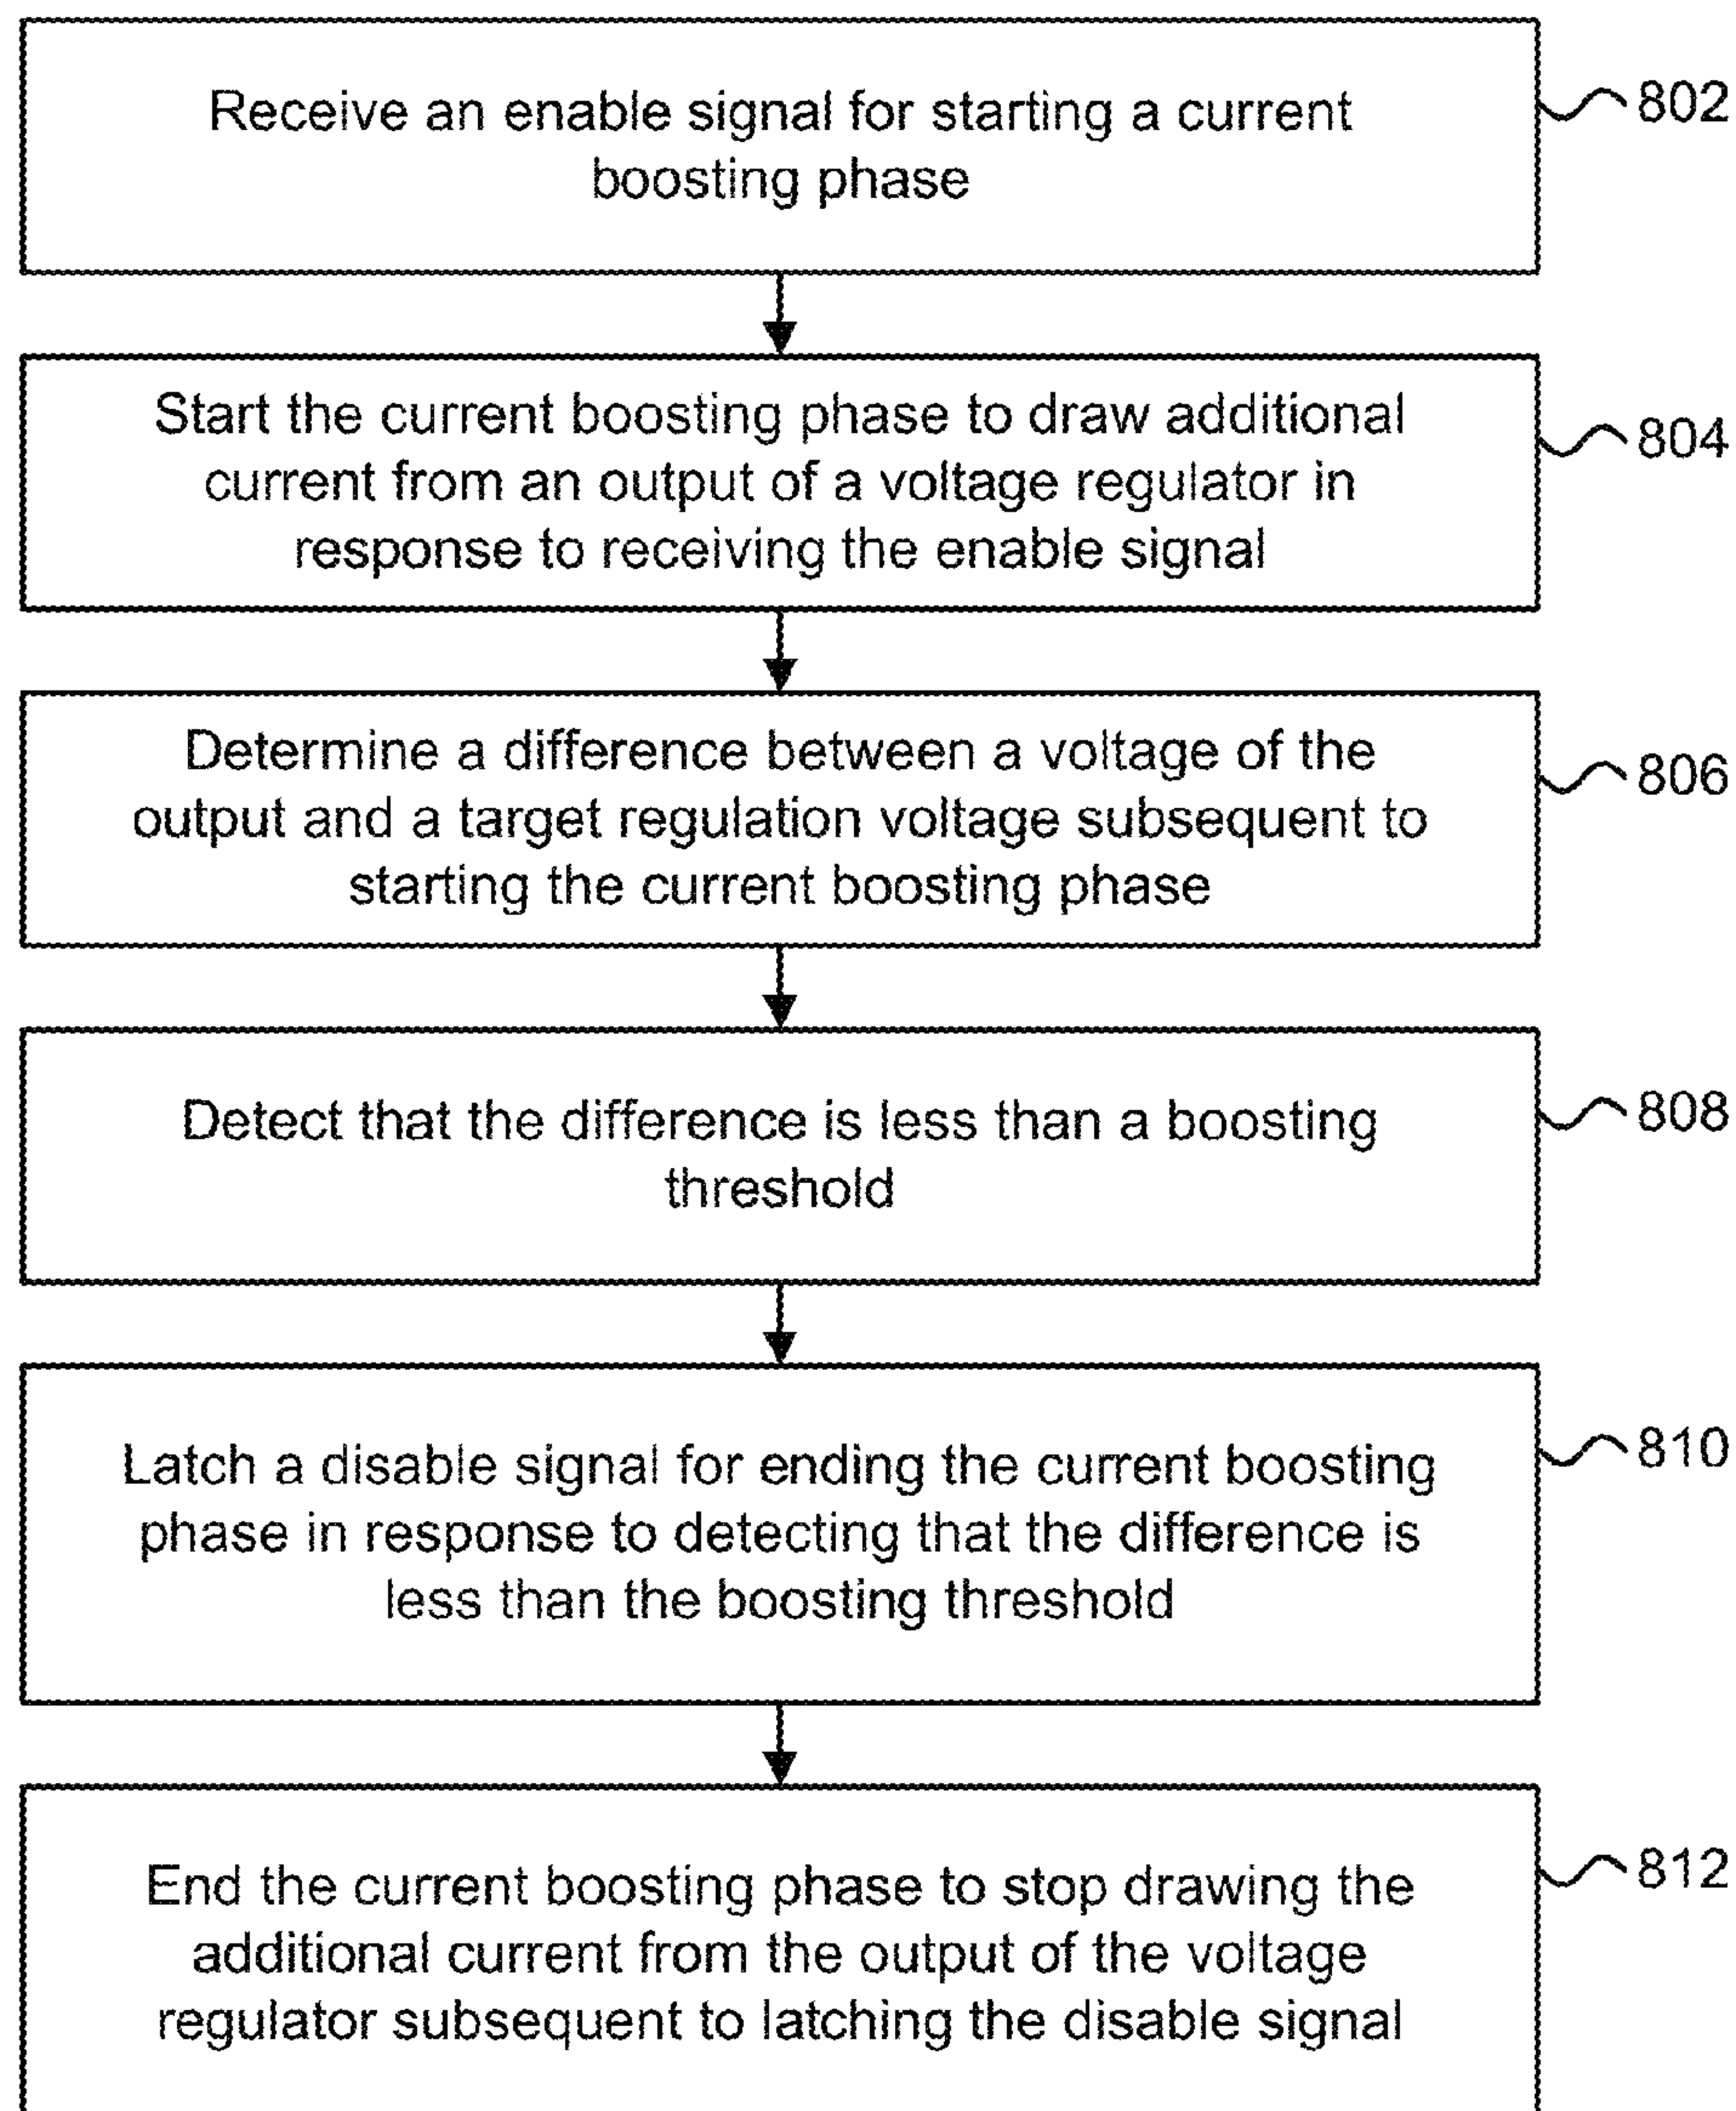 Receive an enable signal for starting a current
boosting phase
802
Start the current boosting phase to draw additional
current from an output of a voltage regulator in
response to receiving the enable signal
804
Determine a difference between a voltage of the
output and a target regulation voltage subsequent to
starting the current boosting phase
806
Detect that the difference is less than a boosting
threshold
808
Latch a disable signal for ending the current boosting
phase in response to detecting that the difference is
less than the boosting threshold
810
End the current boosting phase to stop drawing the
additional current from the output of the voltage
regulator subsequent to latching the disable signal
812